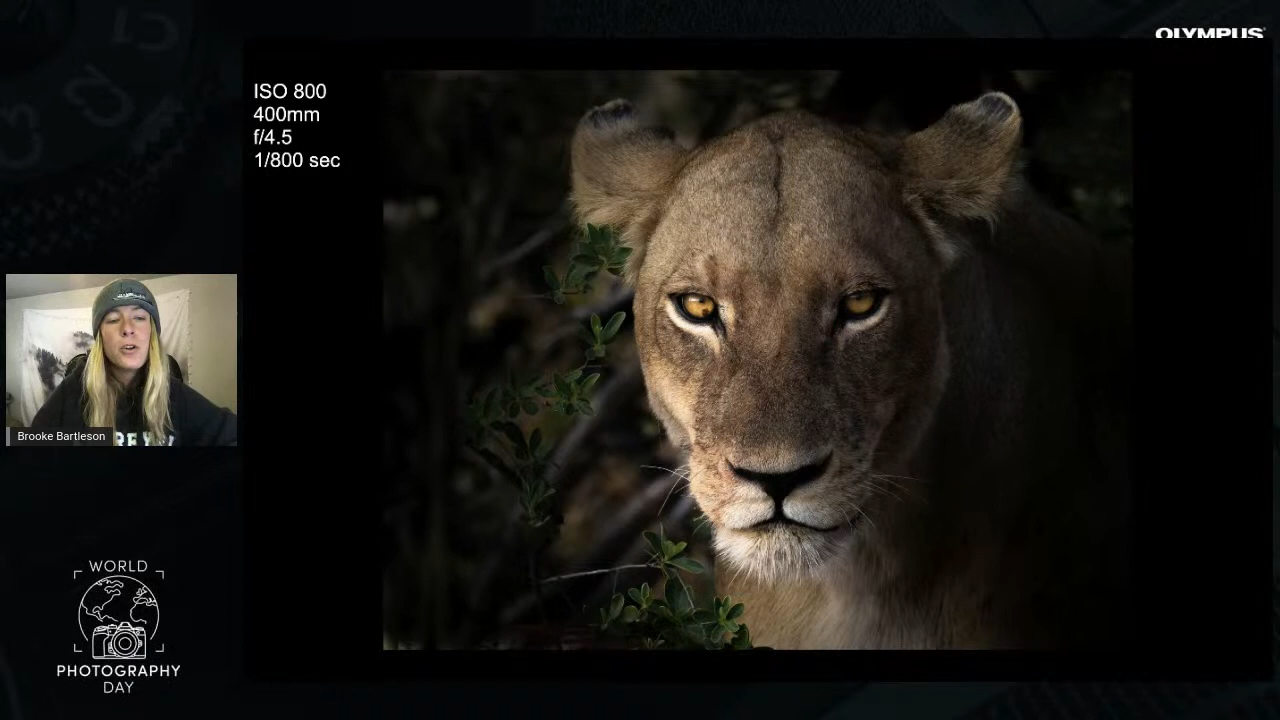 OLYMPUS
ISO 800
400mm
f/4.5
1/800 sec
Brooke Bartleson
WORLD
PHOTOGRAPHY
DAY